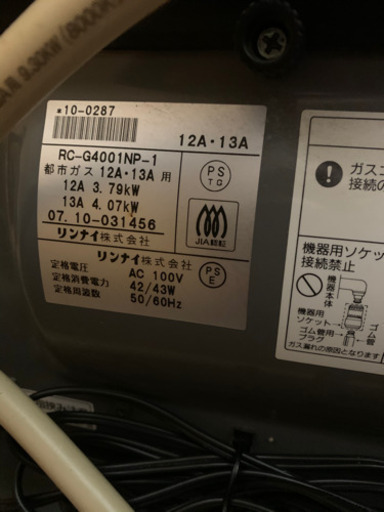 9.30kW (8000k
*10-0287
12A・13A
RC-G4001NP-1
都市ガス 12A・13A 用
12A 3.79kW
13A 4.07kW
07.10-031456
リンナイ株式会社
PS
TG
JIA認証
リンナイ株式会社
定格電圧 AC 100V
定格消費電力 42/43W
定格周波数 50/60Hz
PS
E
ガスコ
接続の
機器用ソケッ
接続禁止
機器本体
機器用
ソケット
ゴム管用
プラグ
ゴム管
ガス漏れの原因となります